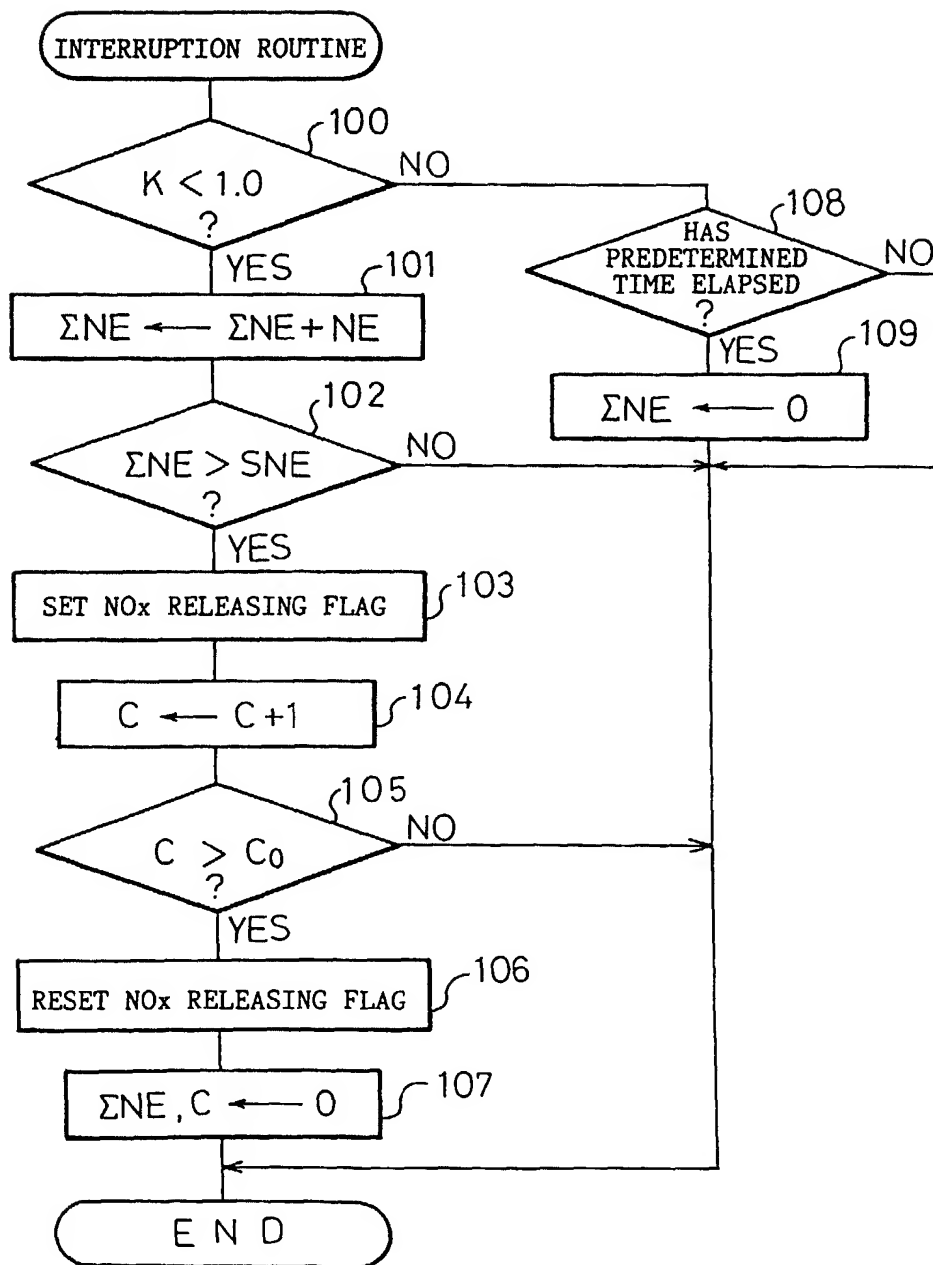 INTERRUPTION ROUTINE
100
K < 1.0
?
NO
YES
108
HAS
PREDETERMINED
TIME ELAPSED
?
NO
YES
101
ΣNE ← ΣNE + NE
109
ΣNE ← 0
102
ΣNE > SNE
?
NO
YES
103
SET NOx RELEASING FLAG
104
C ← C + 1
105
C > C0
?
NO
YES
106
RESET NOx RELEASING FLAG
107
ΣNE, C ← 0
END